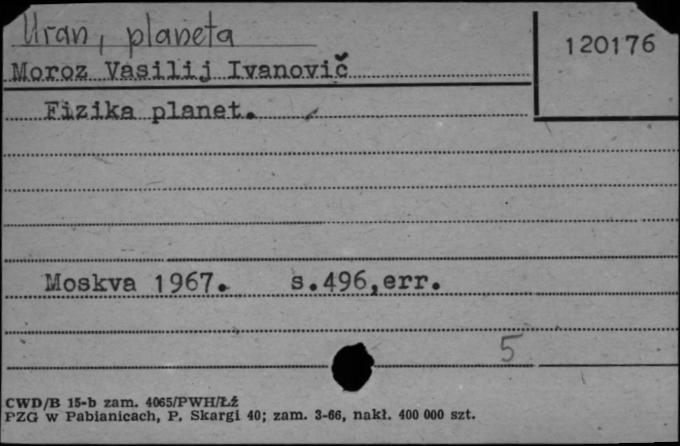 Uran, planeta
120176
Moroz Vasilij Ivanovič
Fizika planet.
Moskva 1967. s.496,err.
5
CWD/B 15-b zam. 4065/PWH/Łź
PZG w Pabianicach, P. Skargi 40; zam. 3-66, nakł. 400 000 szt.